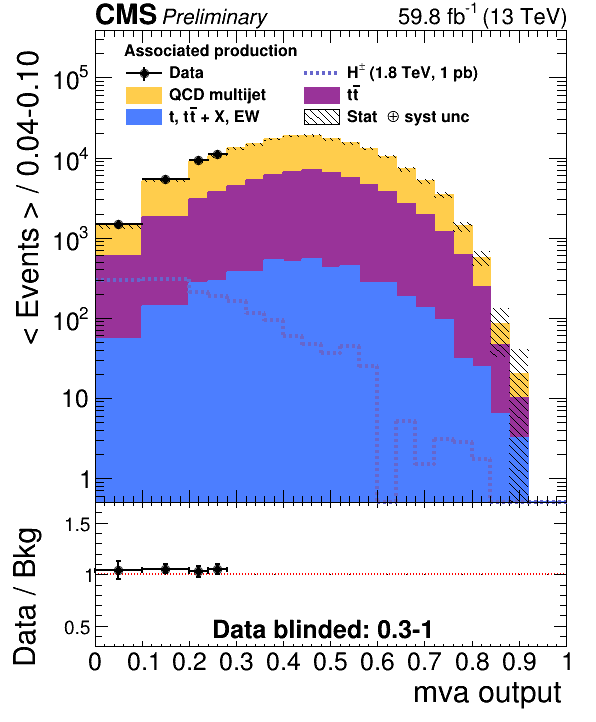 CMS Preliminary 59.8 fb⁻¹ (13 TeV)
Associated production
Data
H± (1.8 TeV, 1 pb)
QCD multijet
tt̄
t, tt̄ + X, EW
Stat ⊕ syst unc
< Events > / 0.04-0.10
10⁵
10⁴
10³
10²
10
1
Data / Bkg
1.5
1
0.5
Data blinded: 0.3-1
0 0.1 0.2 0.3 0.4 0.5 0.6 0.7 0.8 0.9 1
mva output